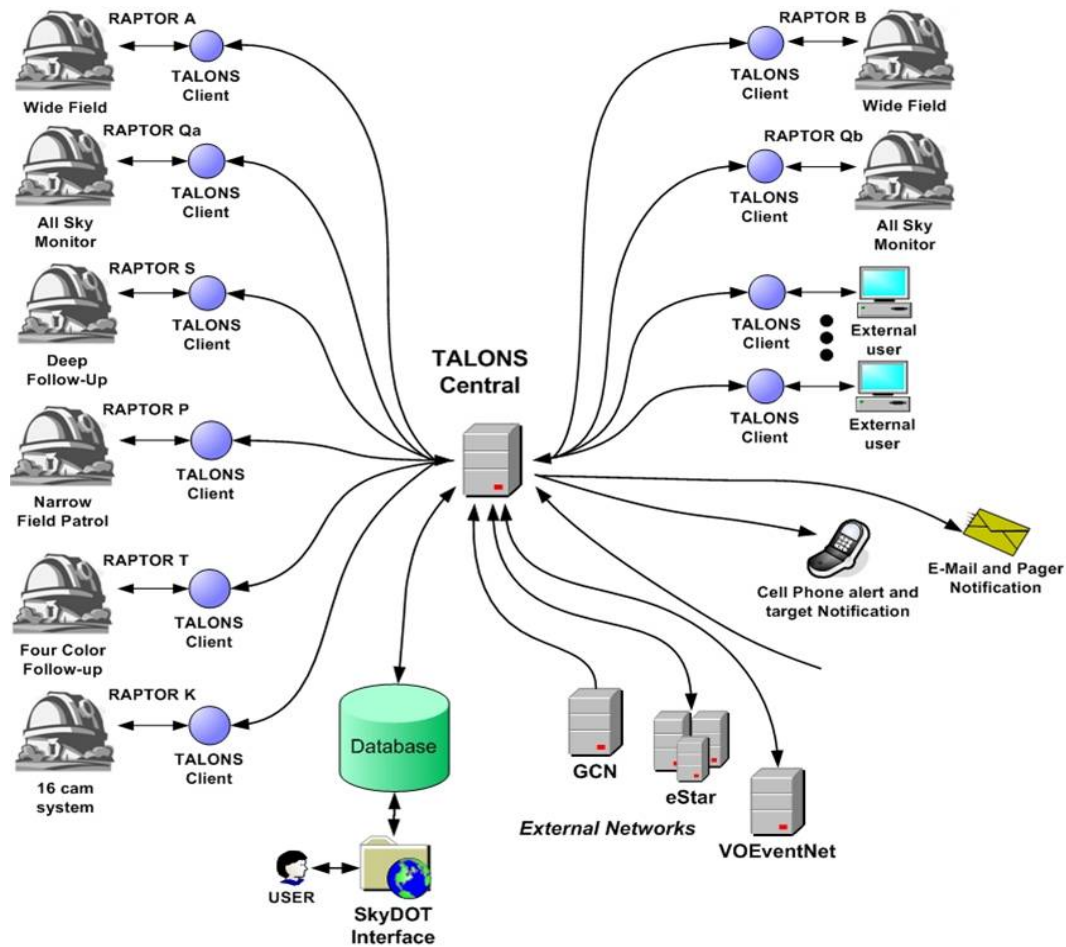 RAPTOR A
TALONS
Client
Wide Field
RAPTOR Qa
TALONS
Client
All Sky
Monitor
RAPTOR S
TALONS
Client
Deep
Follow-Up
RAPTOR P
TALONS
Client
Narrow
Field Patrol
RAPTOR T
TALONS
Client
Four Color
Follow-up
RAPTOR K
TALONS
Client
16 cam
system
TALONS
Central
RAPTOR B
TALONS
Client
Wide Field
RAPTOR Qb
TALONS
Client
All Sky
Monitor
TALONS
Client
External
user
TALONS
Client
External
user
Cell Phone alert and
target Notification
E-Mail and Pager
Notification
Database
GCN
eStar
VOEventNet
External Networks
USER
SkyDOT
Interface